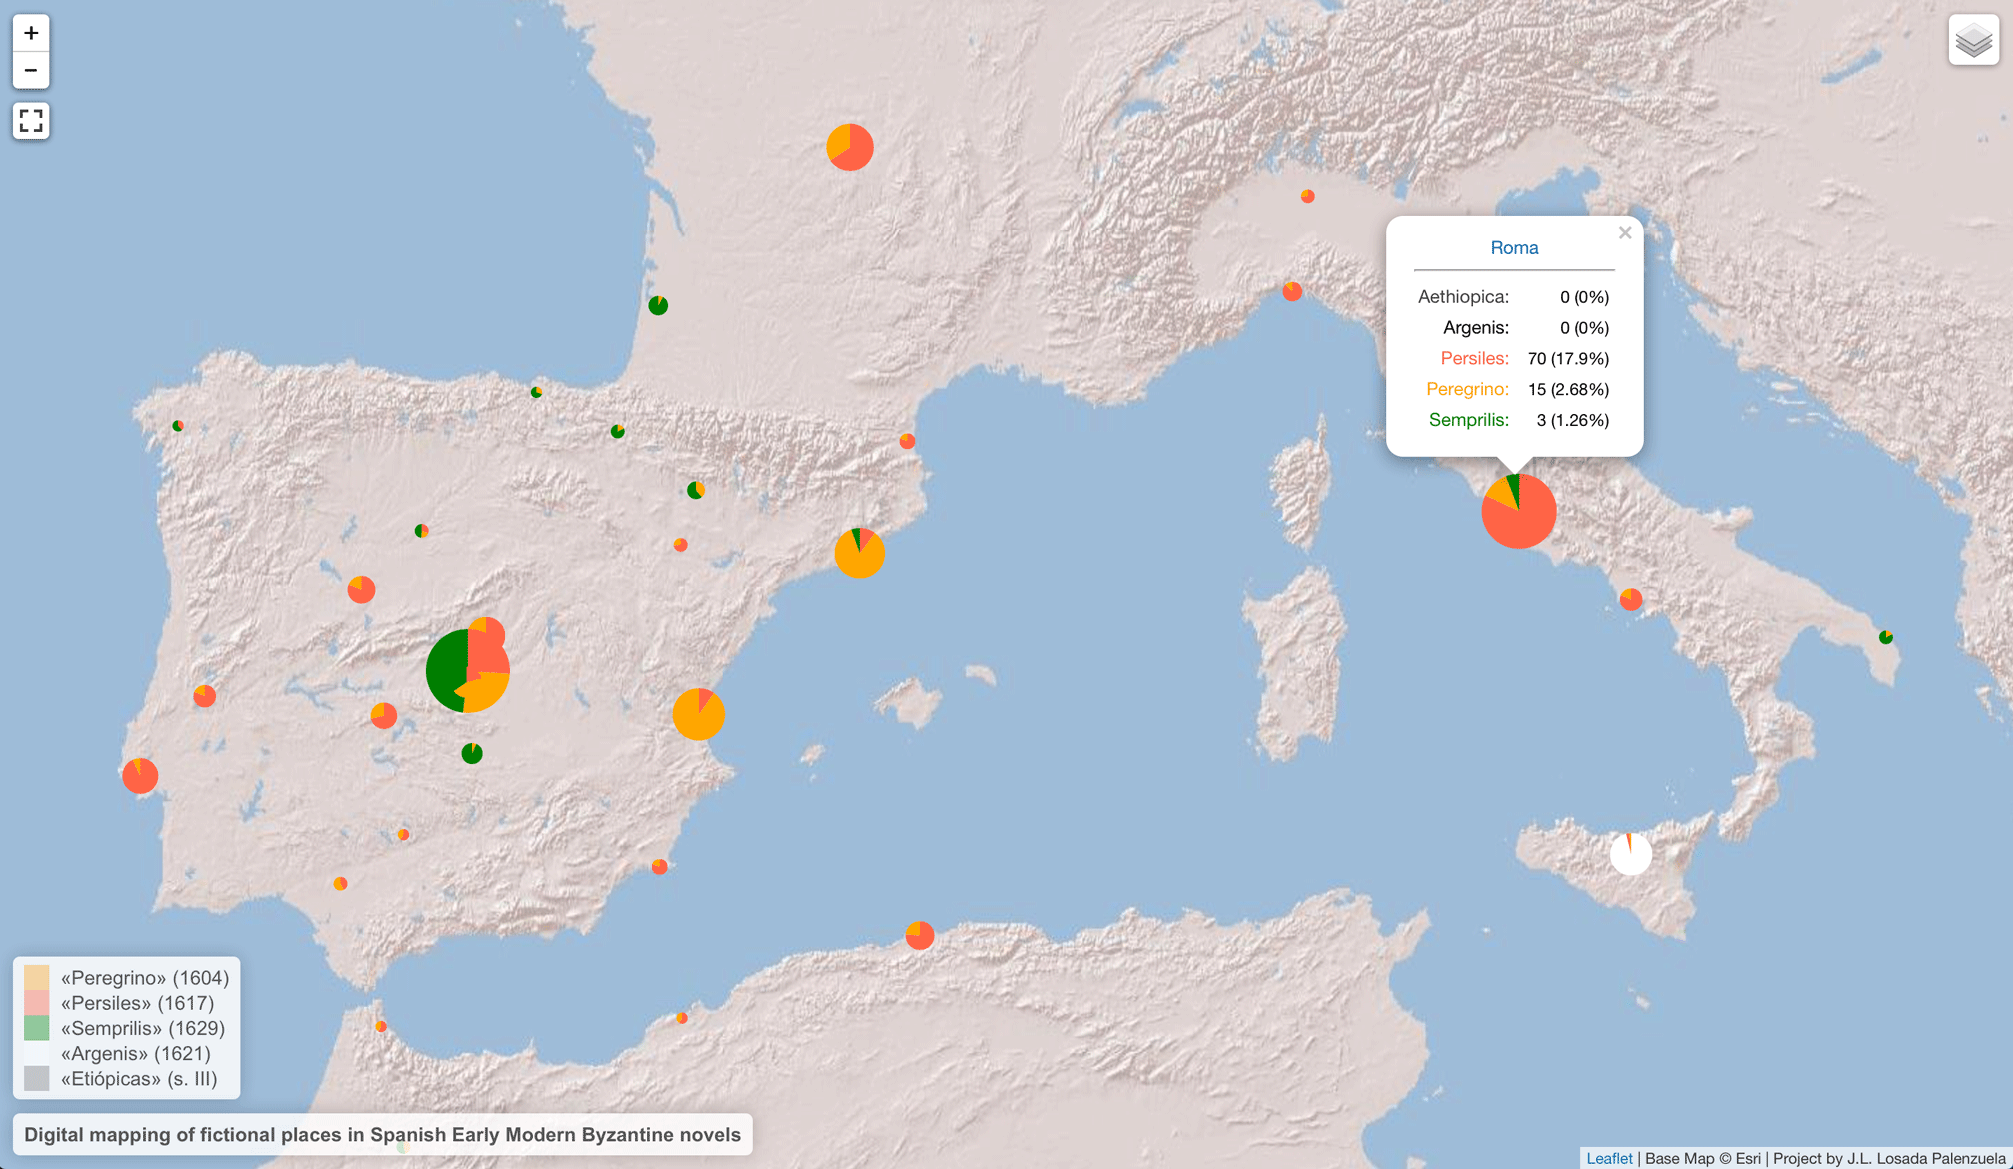 +
−
Roma
×
Aethiopica: 0 (0%)
Argenis: 0 (0%)
Persiles: 70 (17.9%)
Peregrino: 15 (2.68%)
Semprilis: 3 (1.26%)
«Peregrino» (1604)
«Persiles» (1617)
«Semprilis» (1629)
«Argenis» (1621)
«Etiópicas» (s. III)
Digital mapping of fictional places in Spanish Early Modern Byzantine novels
Leaflet | Base Map © Esri | Project by J.L. Losada Palenzuela